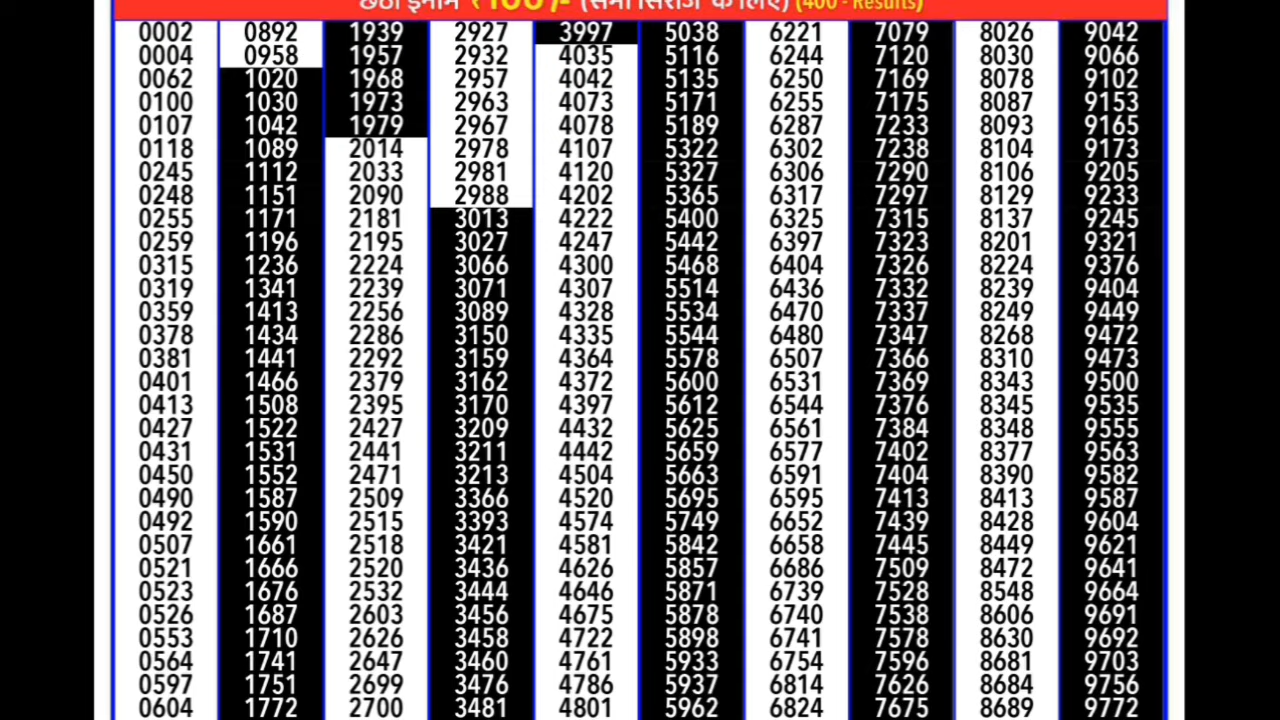 छठा इनाम ₹100/- (सभी सिरीज के लिए) (400 - Results)
0002 0892 1939 2927 3997 5038 6221 7079 8026 9042
0004 0958 1957 2932 4035 5116 6244 7120 8030 9066
0062 1020 1968 2957 4042 5135 6250 7169 8078 9102
0100 1030 1973 2963 4073 5171 6255 7175 8087 9153
0107 1042 1979 2967 4078 5189 6287 7233 8093 9165
0118 1089 2014 2978 4107 5322 6302 7238 8104 9173
0245 1112 2033 2981 4120 5327 6306 7290 8106 9205
0248 1151 2090 2988 4202 5365 6317 7297 8129 9233
0255 1171 2181 3013 4222 5400 6325 7315 8137 9245
0259 1196 2195 3027 4247 5442 6397 7323 8201 9321
0315 1236 2224 3066 4300 5468 6404 7326 8224 9376
0319 1341 2239 3071 4307 5514 6436 7332 8239 9404
0359 1413 2256 3089 4328 5534 6470 7337 8249 9449
0378 1434 2286 3150 4335 5544 6480 7347 8268 9472
0381 1441 2292 3159 4364 5578 6507 7366 8310 9473
0401 1466 2379 3162 4372 5600 6531 7369 8343 9500
0413 1508 2395 3170 4397 5612 6544 7376 8345 9535
0427 1522 2427 3209 4432 5625 6561 7384 8348 9555
0431 1531 2441 3211 4442 5659 6577 7402 8377 9563
0450 1552 2471 3213 4504 5663 6591 7404 8390 9582
0490 1587 2509 3366 4520 5695 6595 7413 8413 9587
0492 1590 2515 3393 4574 5749 6652 7439 8428 9604
0507 1661 2518 3421 4581 5842 6658 7445 8449 9621
0521 1666 2520 3436 4626 5857 6686 7509 8472 9641
0523 1676 2532 3444 4646 5871 6739 7528 8548 9664
0526 1687 2603 3456 4675 5878 6740 7538 8606 9691
0553 1710 2626 3458 4722 5898 6741 7578 8630 9692
0564 1741 2647 3460 4761 5933 6754 7596 8681 9703
0597 1751 2699 3476 4786 5937 6814 7626 8684 9756
0604 1772 2700 3481 4801 5962 6824 7675 8689 9772